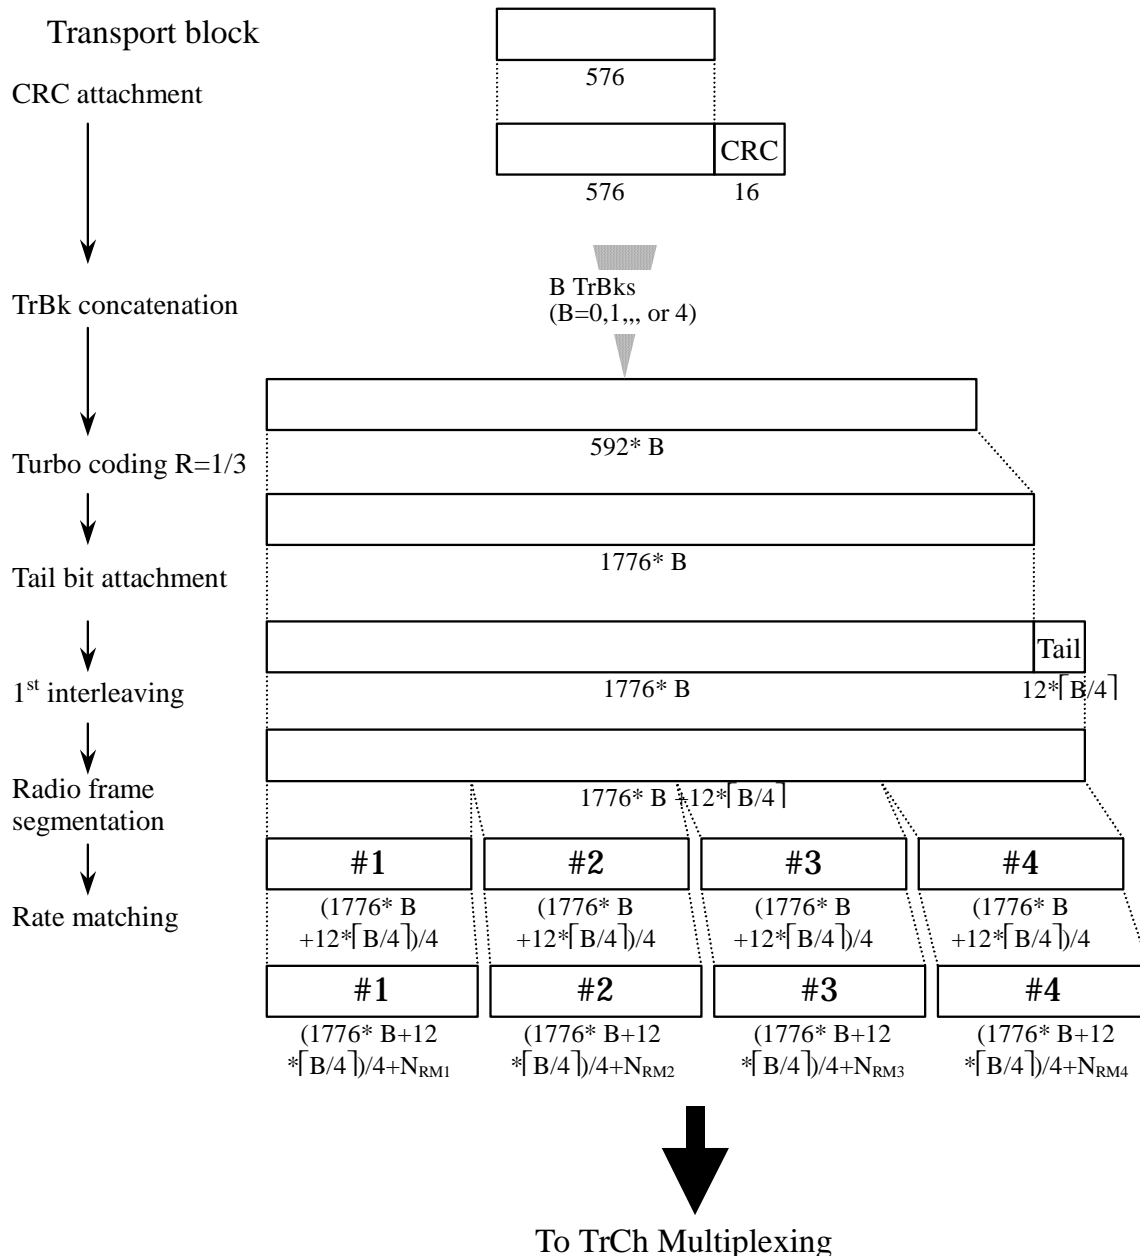 Transport block
576
CRC attachment
CRC
576 16
B TrBks
(B=0,1,,, or 4)
TrBk concatenation
592* B
Turbo coding R=1/3
1776* B
Tail bit attachment
Tail
1776* B 12*⌈B/4⌉
1st interleaving
1776* B +12*⌈B/4⌉
Radio frame
segmentation
#1 #2 #3 #4
Rate matching
(1776* B (1776* B (1776* B (1776* B
+12*⌈B/4⌉)/4 +12*⌈B/4⌉)/4 +12*⌈B/4⌉)/4 +12*⌈B/4⌉)/4
#1 #2 #3 #4
(1776* B+12 (1776* B+12 (1776* B+12 (1776* B+12
*⌈B/4⌉)/4+NRM1 *⌈B/4⌉)/4+NRM2 *⌈B/4⌉)/4+NRM3 *⌈B/4⌉)/4+NRM4
To TrCh Multiplexing